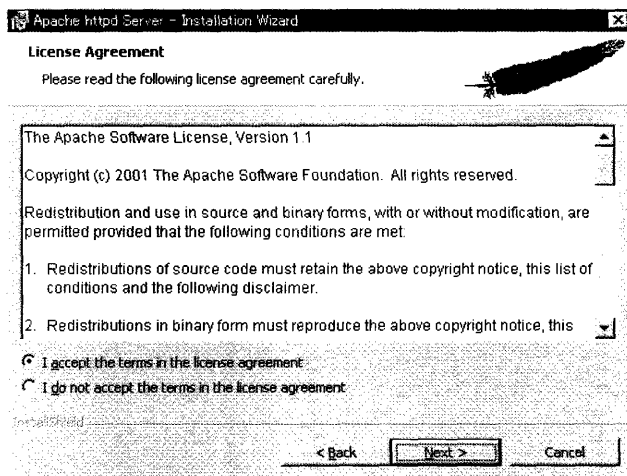 Apache httpd Server - Installation Wizard
License Agreement
Please read the following license agreement carefully.
The Apache Software License, Version 1.1
Copyright (c) 2001 The Apache Software Foundation. All rights reserved.
Redistribution and use in source and binary forms, with or without modification, are
permitted provided that the following conditions are met:
1. Redistributions of source code must retain the above copyright notice, this list of
conditions and the following disclaimer.
2. Redistributions in binary form must reproduce the above copyright notice, this
I accept the terms in the license agreement
I do not accept the terms in the license agreement
InstallShield
< Back
Next >
Cancel